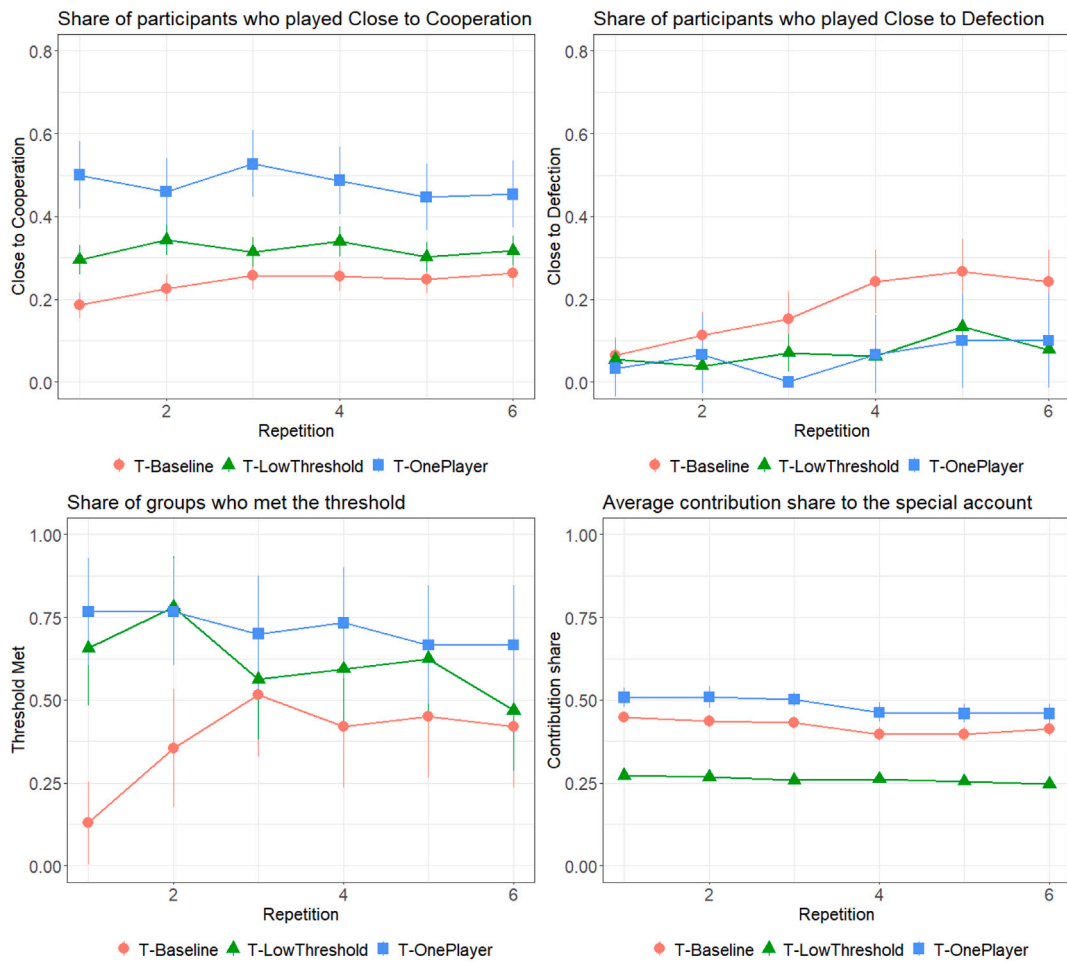 Share of participants who played Close to Cooperation
Close to Cooperation
0.8
0.6
0.4
0.2
0.0
2 4 6
Repetition
T-Baseline T-LowThreshold T-OnePlayer
Share of participants who played Close to Defection
Close to Defection
0.8
0.6
0.4
0.2
0.0
2 4 6
Repetition
T-Baseline T-LowThreshold T-OnePlayer
Share of groups who met the threshold
Threshold Met
1.00
0.75
0.50
0.25
0.00
2 4 6
Repetition
T-Baseline T-LowThreshold T-OnePlayer
Average contribution share to the special account
Contribution share
1.00
0.75
0.50
0.25
0.00
2 4 6
Repetition
T-Baseline T-LowThreshold T-OnePlayer